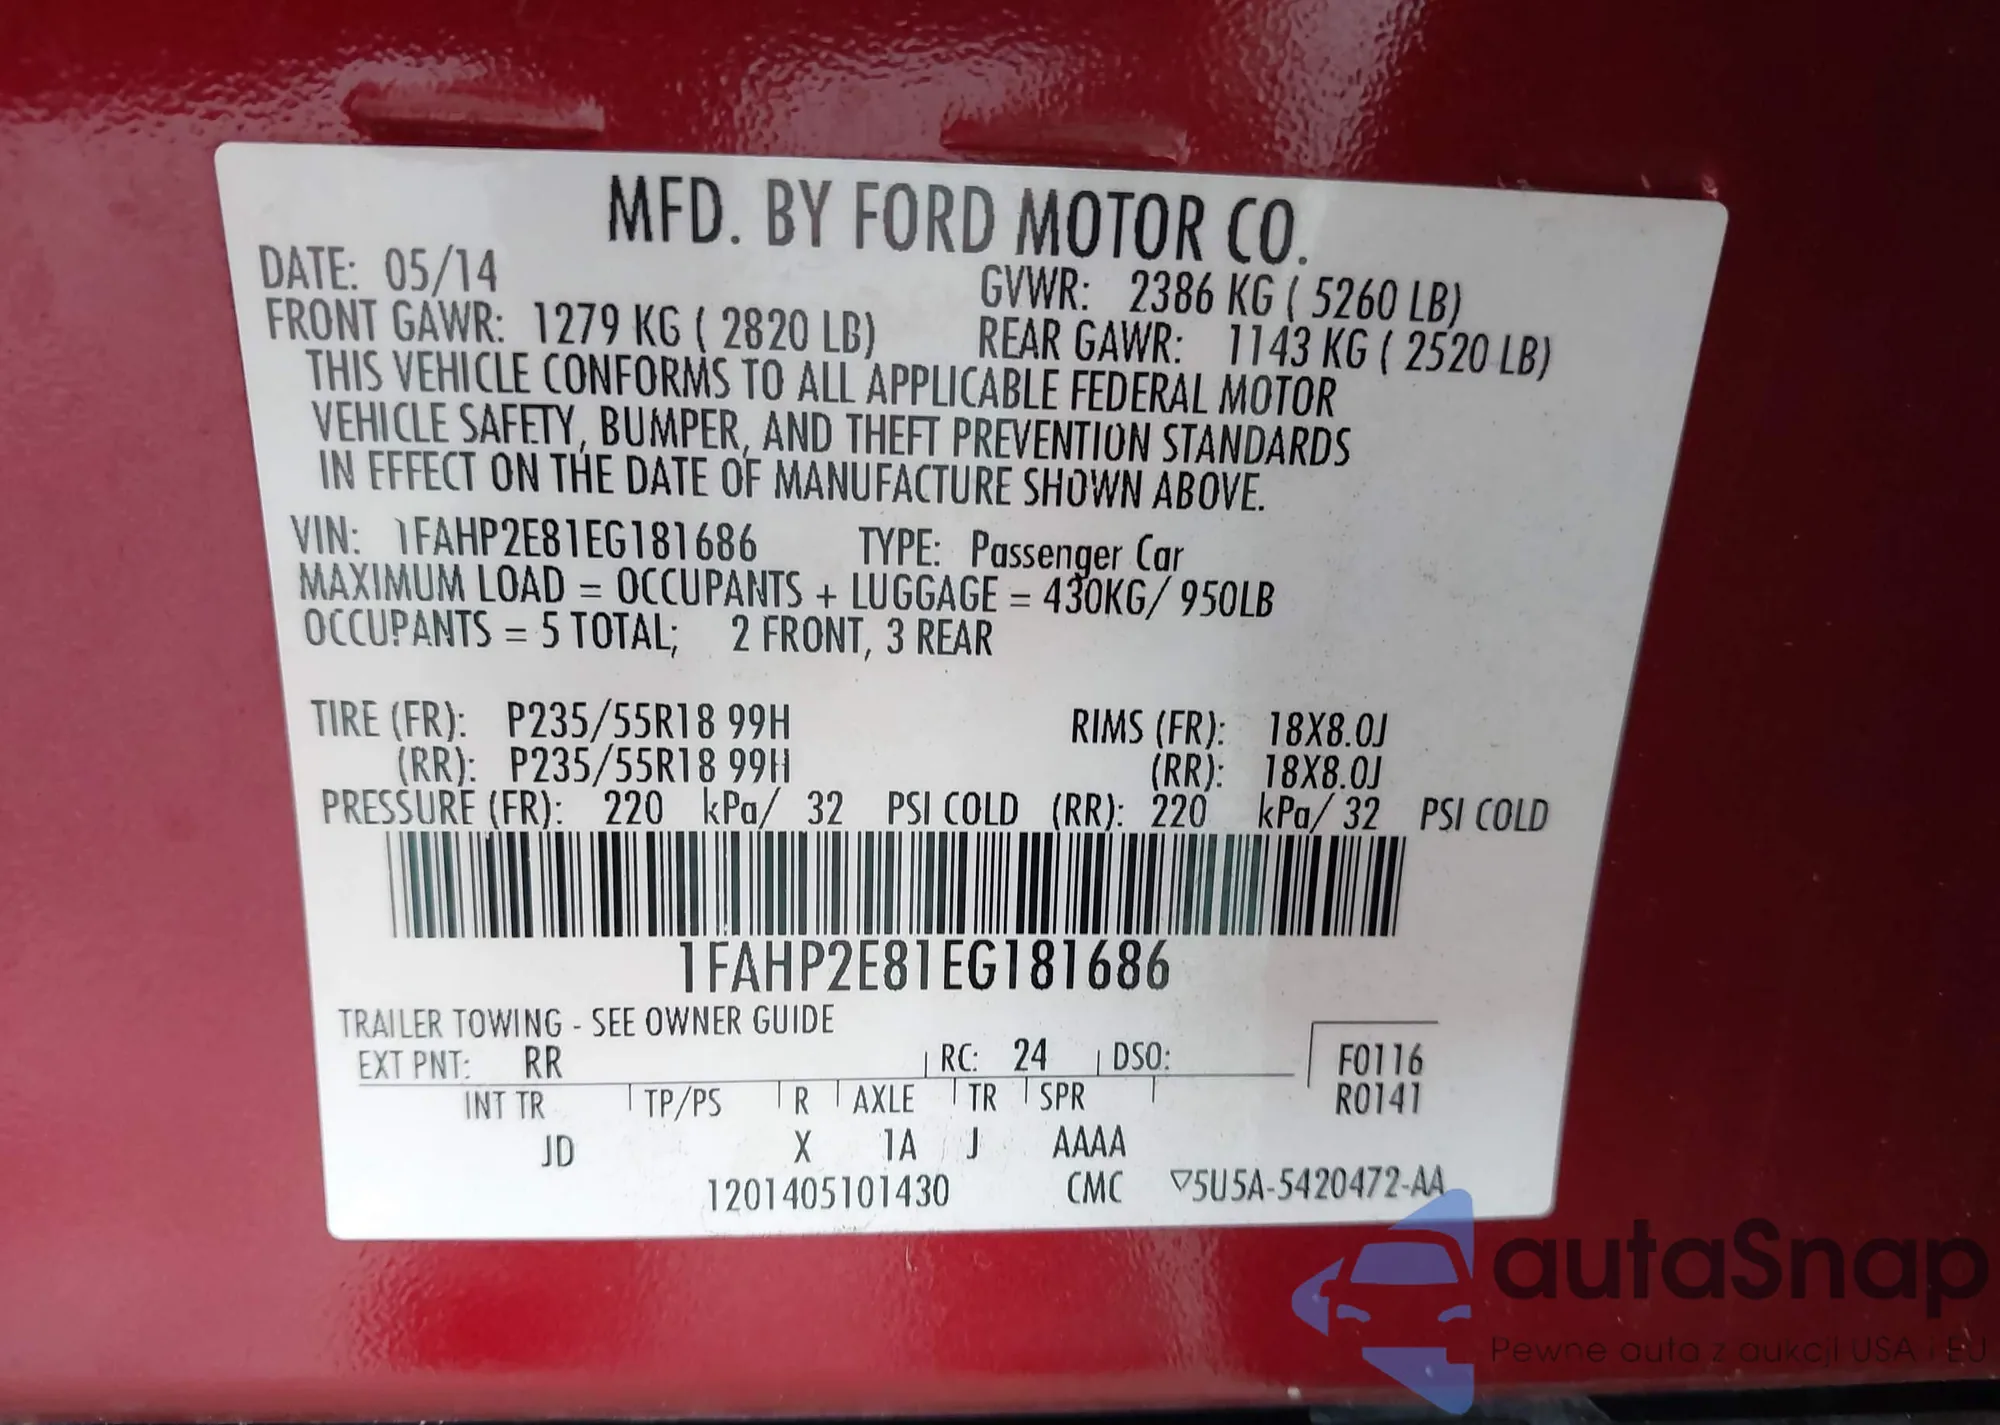 MFD. BY FORD MOTOR CO.
DATE: 05/14 GVWR: 2386 KG ( 5260 LB)
FRONT GAWR: 1279 KG ( 2820 LB) REAR GAWR: 1143 KG ( 2520 LB)
THIS VEHICLE CONFORMS TO ALL APPLICABLE FEDERAL MOTOR
VEHICLE SAFETY, BUMPER, AND THEFT PREVENTION STANDARDS
IN EFFECT ON THE DATE OF MANUFACTURE SHOWN ABOVE.
VIN: 1FAHP2E81EG181686 TYPE: Passenger Car
MAXIMUM LOAD = OCCUPANTS + LUGGAGE = 430KG/ 950LB
OCCUPANTS = 5 TOTAL; 2 FRONT, 3 REAR
TIRE (FR): P235/55R18 99H RIMS (FR): 18X8.0J
(RR): P235/55R18 99H (RR): 18X8.0J
PRESSURE (FR): 220 kPa/ 32 PSI COLD (RR): 220 kPa/ 32 PSI COLD
1FAHP2E81EG181686
TRAILER TOWING - SEE OWNER GUIDE
EXT PNT: RR RC: 24 DSO: F0116
INT TR TP/PS R AXLE TR SPR R0141
JD X 1A J AAAA
1201405101430 CMC ▽5U5A-5420472-AA
autaSnap
Pewne auta z aukcji USA i EU